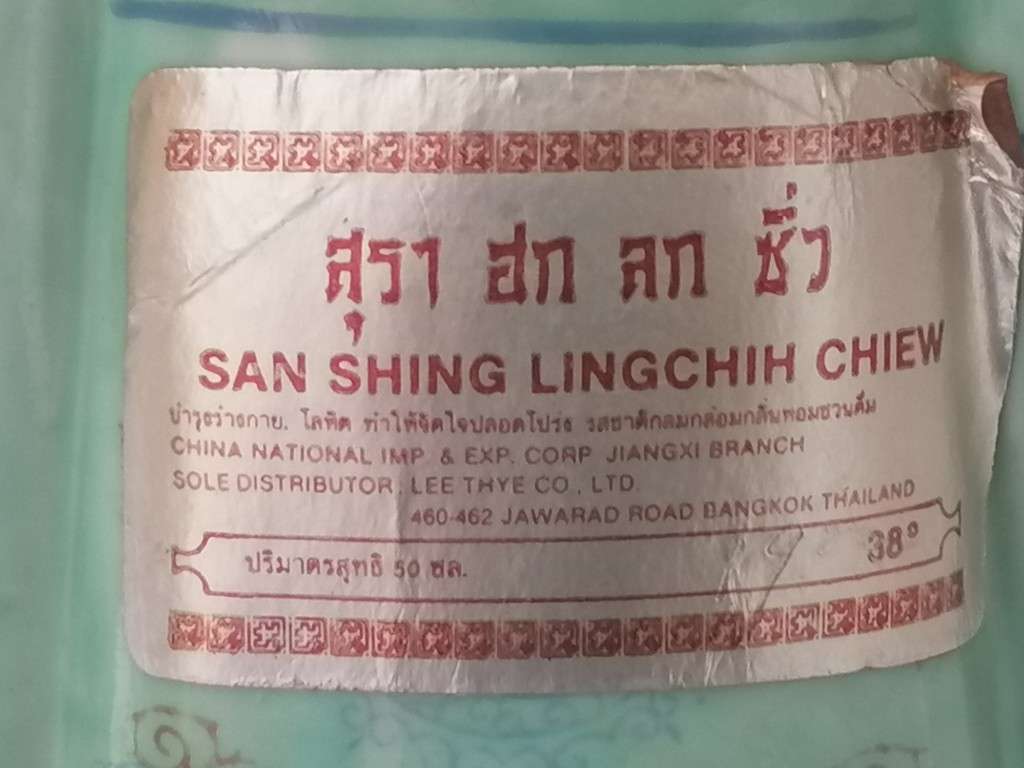 สุรา ฮก ลก ซิ่ว
SAN SHING LINGCHIH CHIEW
บำรุงร่างกาย. โลหิต ทำให้จิตใจปลอดโปร่ง รสชาติกลมกล่อมกลิ่นหอมชวนดื่ม
CHINA NATIONAL IMP. & EXP. CORP JIANGXI BRANCH
SOLE DISTRIBUTOR, LEE THYE CO., LTD.
460-462 JAWARAD ROAD BANGKOK THAILAND
ปริมาตรสุทธิ 50 ซล. 38°